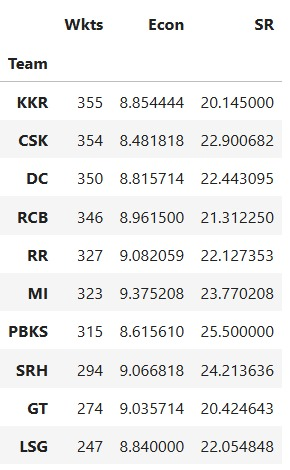 Wkts Econ SR
Team
KKR 355 8.854444 20.145000
CSK 354 8.481818 22.900682
DC 350 8.815714 22.443095
RCB 346 8.961500 21.312250
RR 327 9.082059 22.127353
MI 323 9.375208 23.770208
PBKS 315 8.615610 25.500000
SRH 294 9.066818 24.213636
GT 274 9.035714 20.424643
LSG 247 8.840000 22.054848